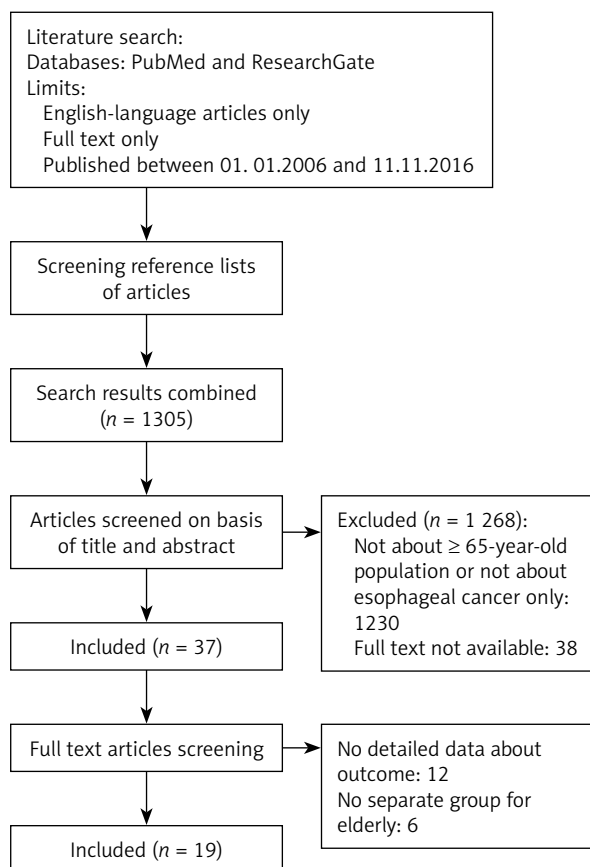 Literature search:
Databases: PubMed and ResearchGate
Limits:
English-language articles only
Full text only
Published between 01. 01.2006 and 11.11.2016
Screening reference lists
of articles
Search results combined
(n = 1305)
Articles screened on basis
of title and abstract
Excluded (n = 1 268):
Not about ≥ 65-year-old
population or not about
esophageal cancer only:
1230
Full text not available: 38
Included (n = 37)
Full text articles screening
No detailed data about
outcome: 12
No separate group for
elderly: 6
Included (n = 19)